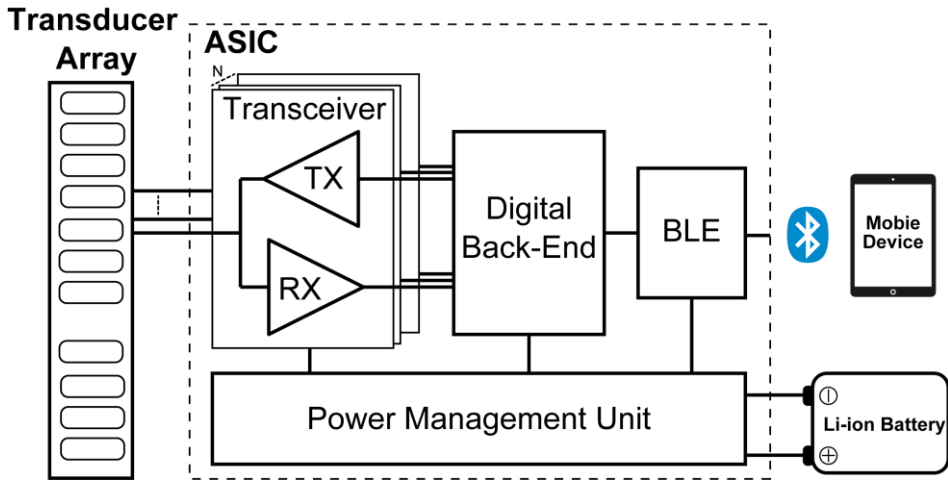 Transducer
Array
ASIC
N
Transceiver
TX
RX
Digital
Back-End
BLE
Mobie
Device
Power Management Unit
Li-ion Battery